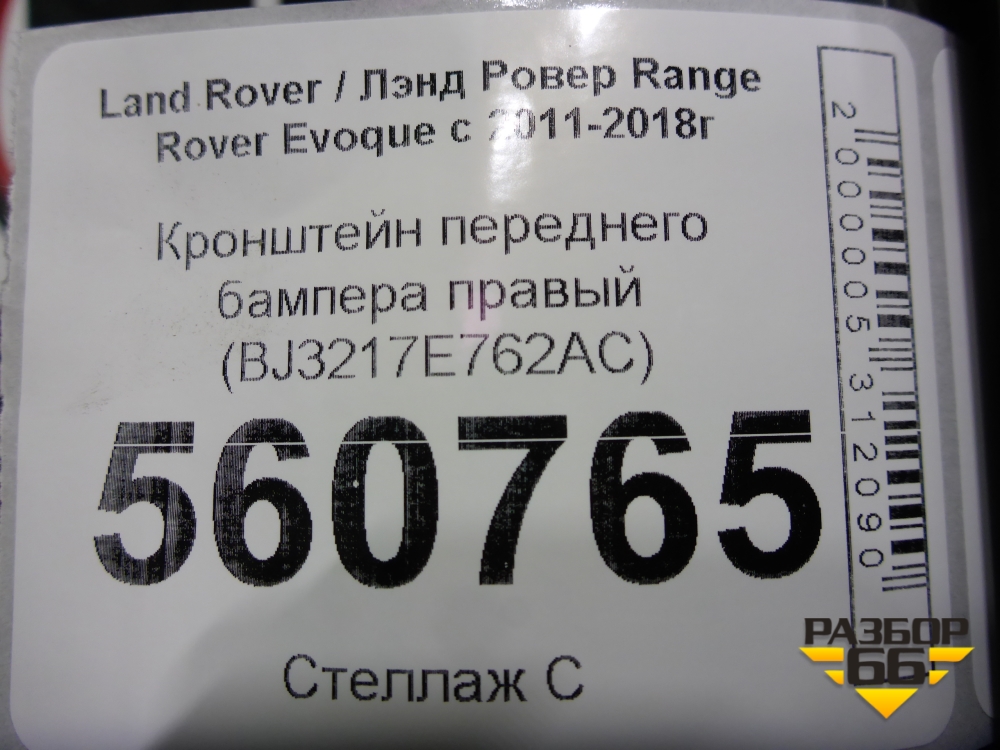 Land Rover / Лэнд Ровер Range
Rover Evoque с 2011-2018г
Кронштейн переднего
бампера правый
(BJ3217E762AC)
560765
Стеллаж С
2000005312090
РАЗБОР
66